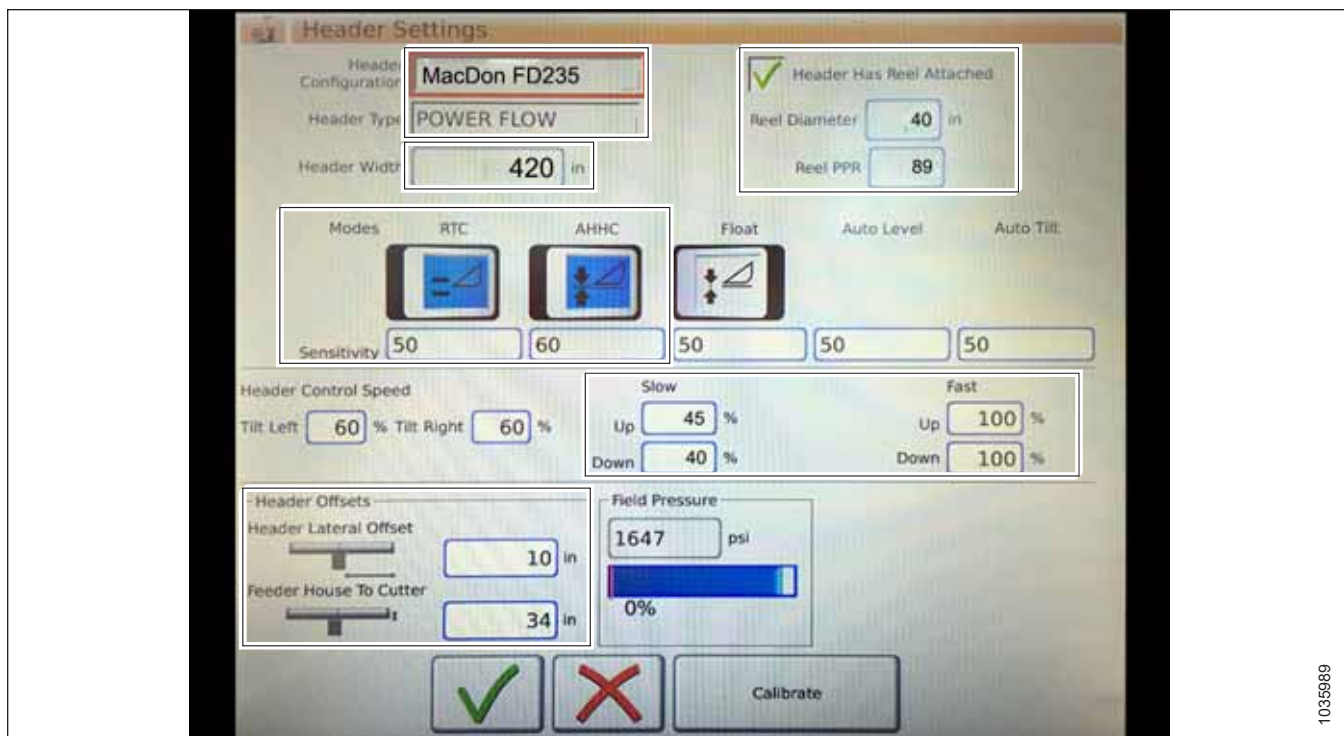 Header Settings
Header Configuration MacDon FD235
Header Type POWER FLOW
Header Width 420 in
Header Has Reel Attached
Reel Diameter 40 in
Reel PPR 89
Modes RTC AHHC Float Auto Level Auto Tilt
Sensitivity 50 60 50 50 50
Header Control Speed
Slow Fast
Tilt Left 60 % Tilt Right 60 % Up 45 % Up 100 %
Down 40 % Down 100 %
Header Offsets
Header Lateral Offset
10 in
Feeder House To Cutter
34 in
Field Pressure
1647 psi
0%
Calibrate
1035989